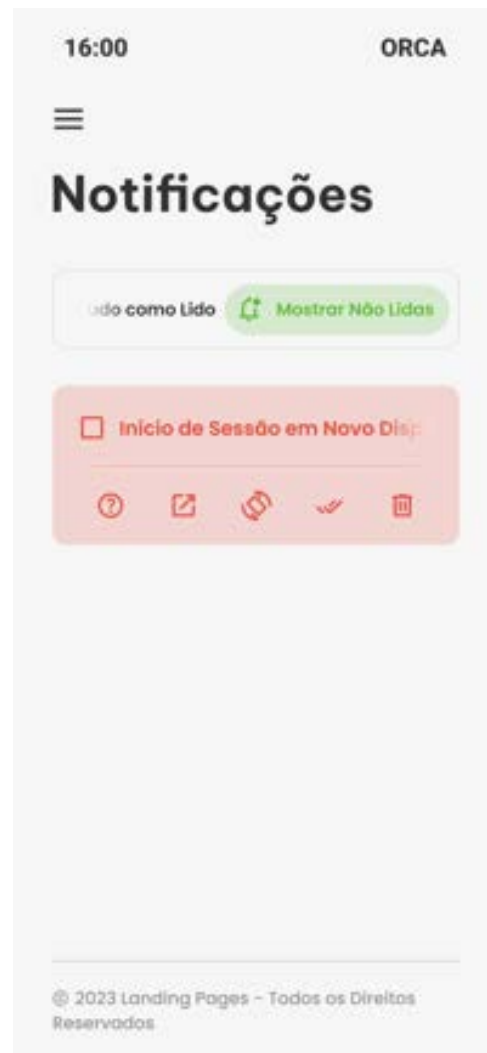 16:00 ORCA
Notificações
como Lido Mostrar Não Lidas
Início de Sessão em Novo
© 2023 Landing Pages - Todos os Direitos
Reservados